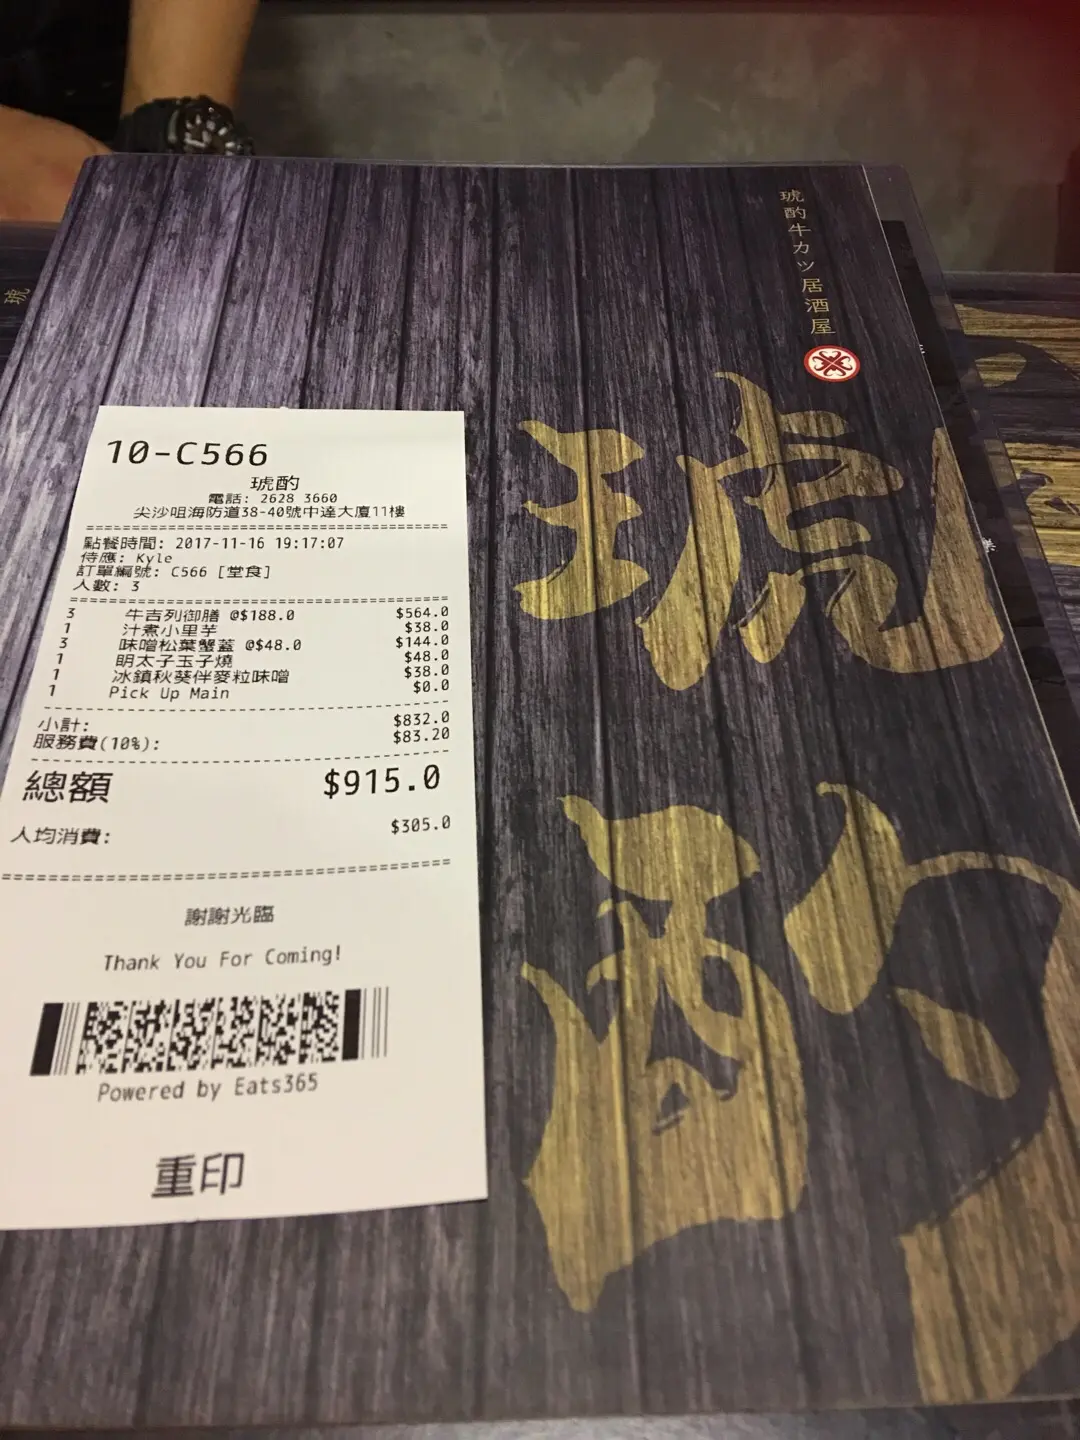 琥酌牛カツ居酒屋
琥酌
10-C566
琥酌
電話: 2628 3660
尖沙咀海防道38-40號中達大廈11樓
點餐時間: 2017-11-16 19:17:07
侍應: Kyle
訂單編號: C566 [堂食]
人數: 3
3 牛吉列御膳 @$188.0 $564.0
1 汁煮小里芋 $38.0
3 味噌松葉蟹蓋 @$48.0 $144.0
1 明太子玉子燒 $48.0
1 冰鎮秋葵伴麥粒味噌 $38.0
1 Pick Up Main $0.0
小計: $832.0
服務費(10%): $83.20
總額 $915.0
人均消費: $305.0
謝謝光臨
Thank You For Coming!
Powered by Eats365
重印
琥